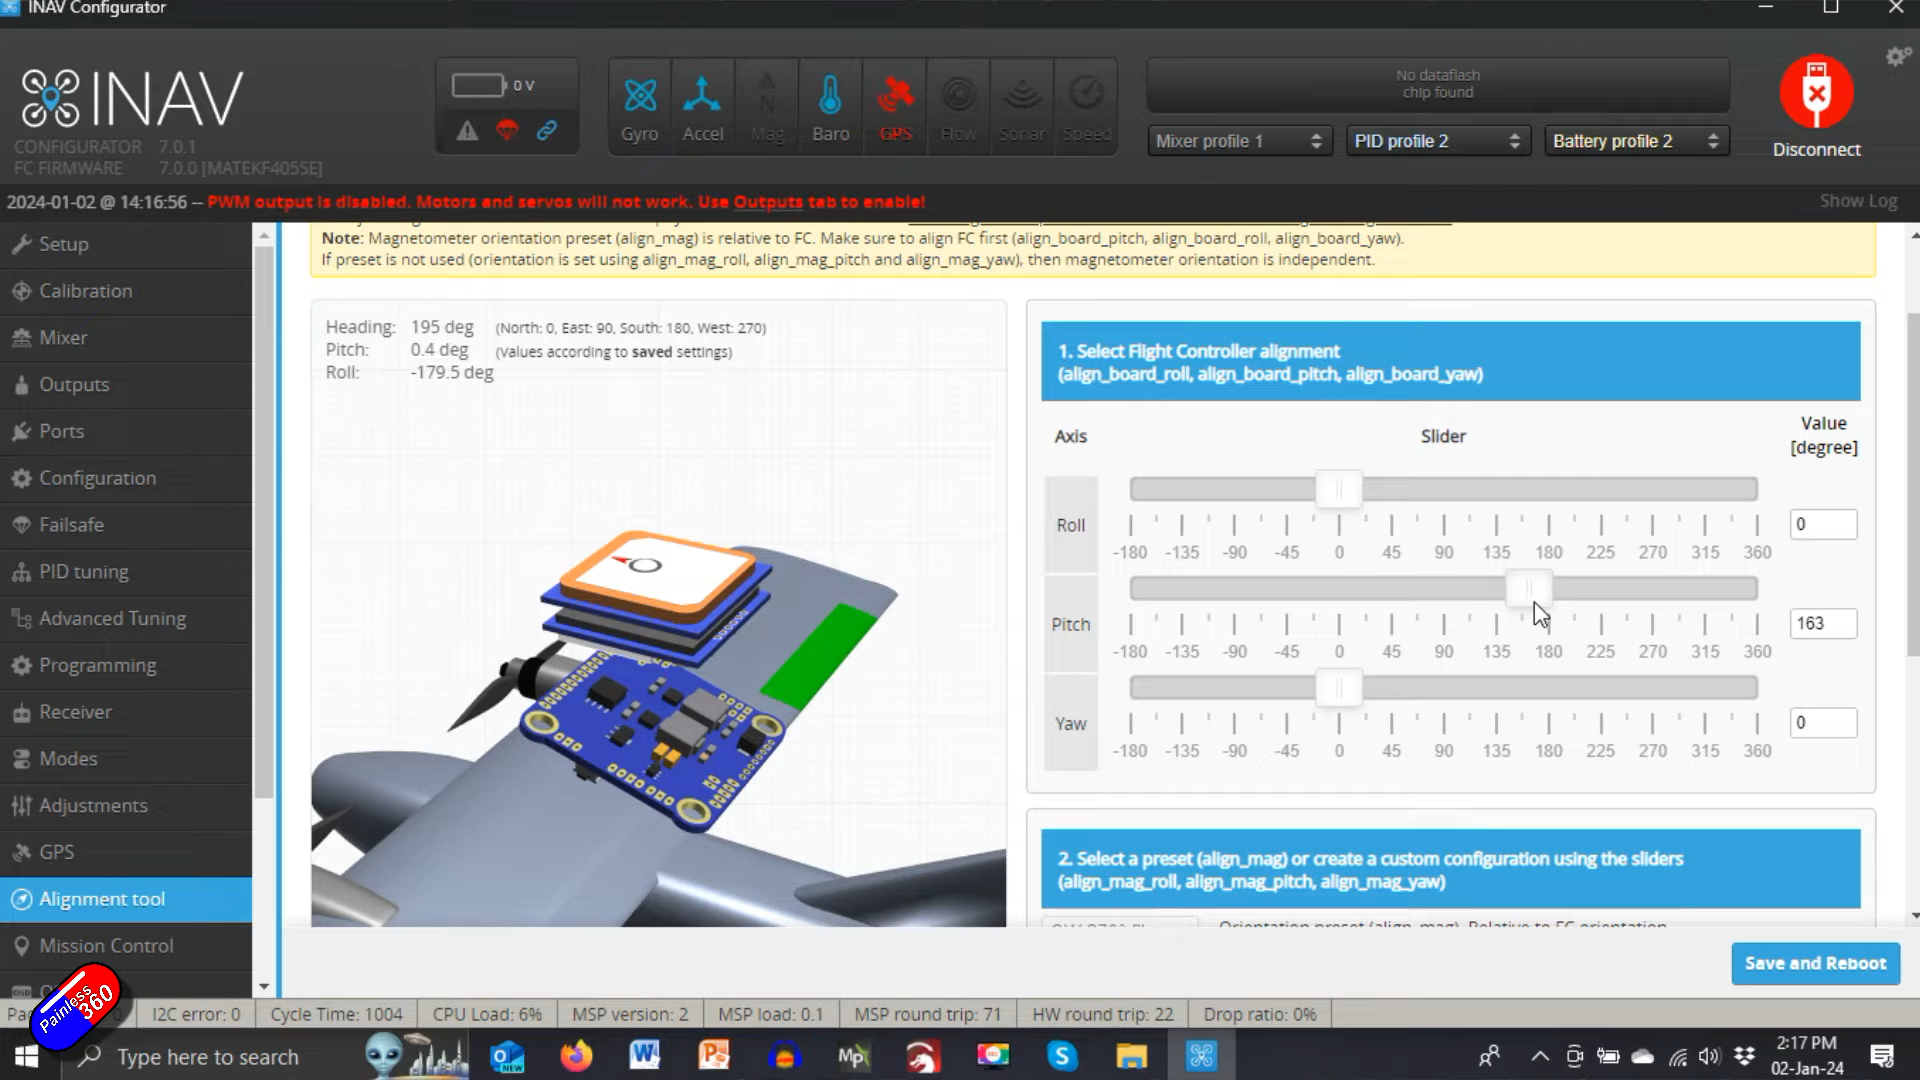 INAV Configurator
INAV
CONFIGURATOR 7.0.1
FC FIRMWARE 7.0.0 [MATEKF405SE]
0 V
Gyro
Accel
Mag
Baro
GPS
Flow
Sonar
Speed
No dataflash
chip found
Mixer profile 1
PID profile 2
Battery profile 2
Disconnect
2024-01-02 @ 14:16:56 -- PWM output is disabled. Motors and servos will not work. Use Outputs tab to enable!
Show Log
Setup
Calibration
Mixer
Outputs
Ports
Configuration
Failsafe
PID tuning
Advanced Tuning
Programming
Receiver
Modes
Adjustments
GPS
Alignment tool
Mission Control
Note: Magnetometer orientation preset (align_mag) is relative to FC. Make sure to align FC first (align_board_pitch, align_board_roll, align_board_yaw).
If preset is not used (orientation is set using align_mag_roll, align_mag_pitch and align_mag_yaw), then magnetometer orientation is independent.
Heading: 195 deg (North: 0, East: 90, South: 180, West: 270)
Pitch: 0.4 deg (Values according to saved settings)
Roll: -179.5 deg
1. Select Flight Controller alignment
(align_board_roll, align_board_pitch, align_board_yaw)
Axis Slider Value
[degree]
Roll 0
-180 -135 -90 -45 0 45 90 135 180 225 270 315 360
Pitch 163
-180 -135 -90 -45 0 45 90 135 180 225 270 315 360
Yaw 0
-180 -135 -90 -45 0 45 90 135 180 225 270 315 360
2. Select a preset (align_mag) or create a custom configuration using the sliders
(align_mag_roll, align_mag_pitch, align_mag_yaw)
Orientation preset (align_mag). Relative to FC orientation
Save and Reboot
Painless360
I2C error: 0
Cycle Time: 1004
CPU Load: 6%
MSP version: 2
MSP load: 0.1
MSP round trip: 71
HW round trip: 22
Drop ratio: 0%
Type here to search
NEW
Mp
2:17 PM
02-Jan-24